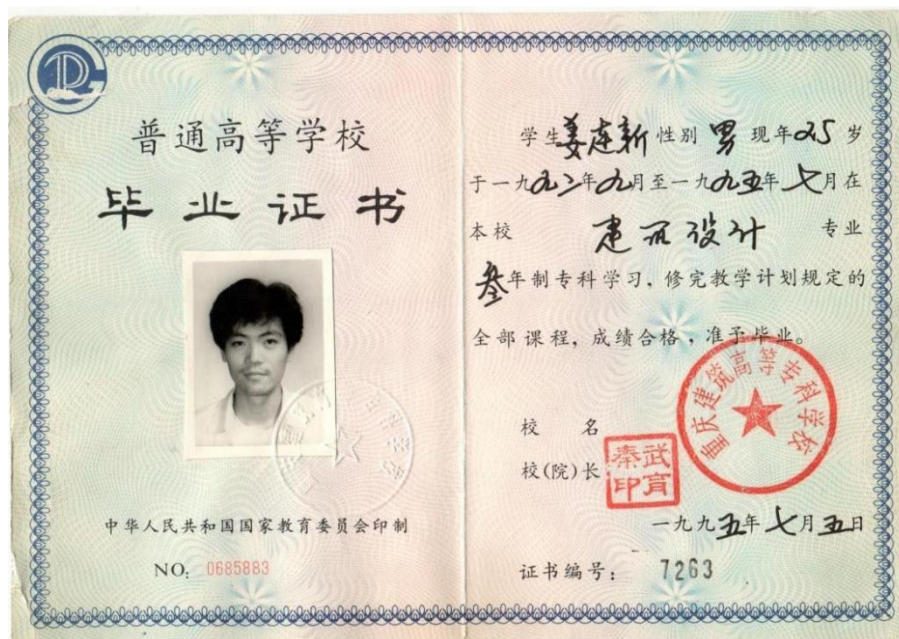 普通高等学校
毕业证书
中华人民共和国国家教育委员会印制
NO: 0685883
学生姜连新性别 男 现年25岁
于一九九二年九月至一九九五年七月在
本校 建筑设计 专业
叁年制专科学习，修完教学计划规定的
全部课程，成绩合格，准予毕业。
重庆建筑高等专科学校
校 名
校(院)长
武育秦印
一九九五年七月五日
证书编号： 7263